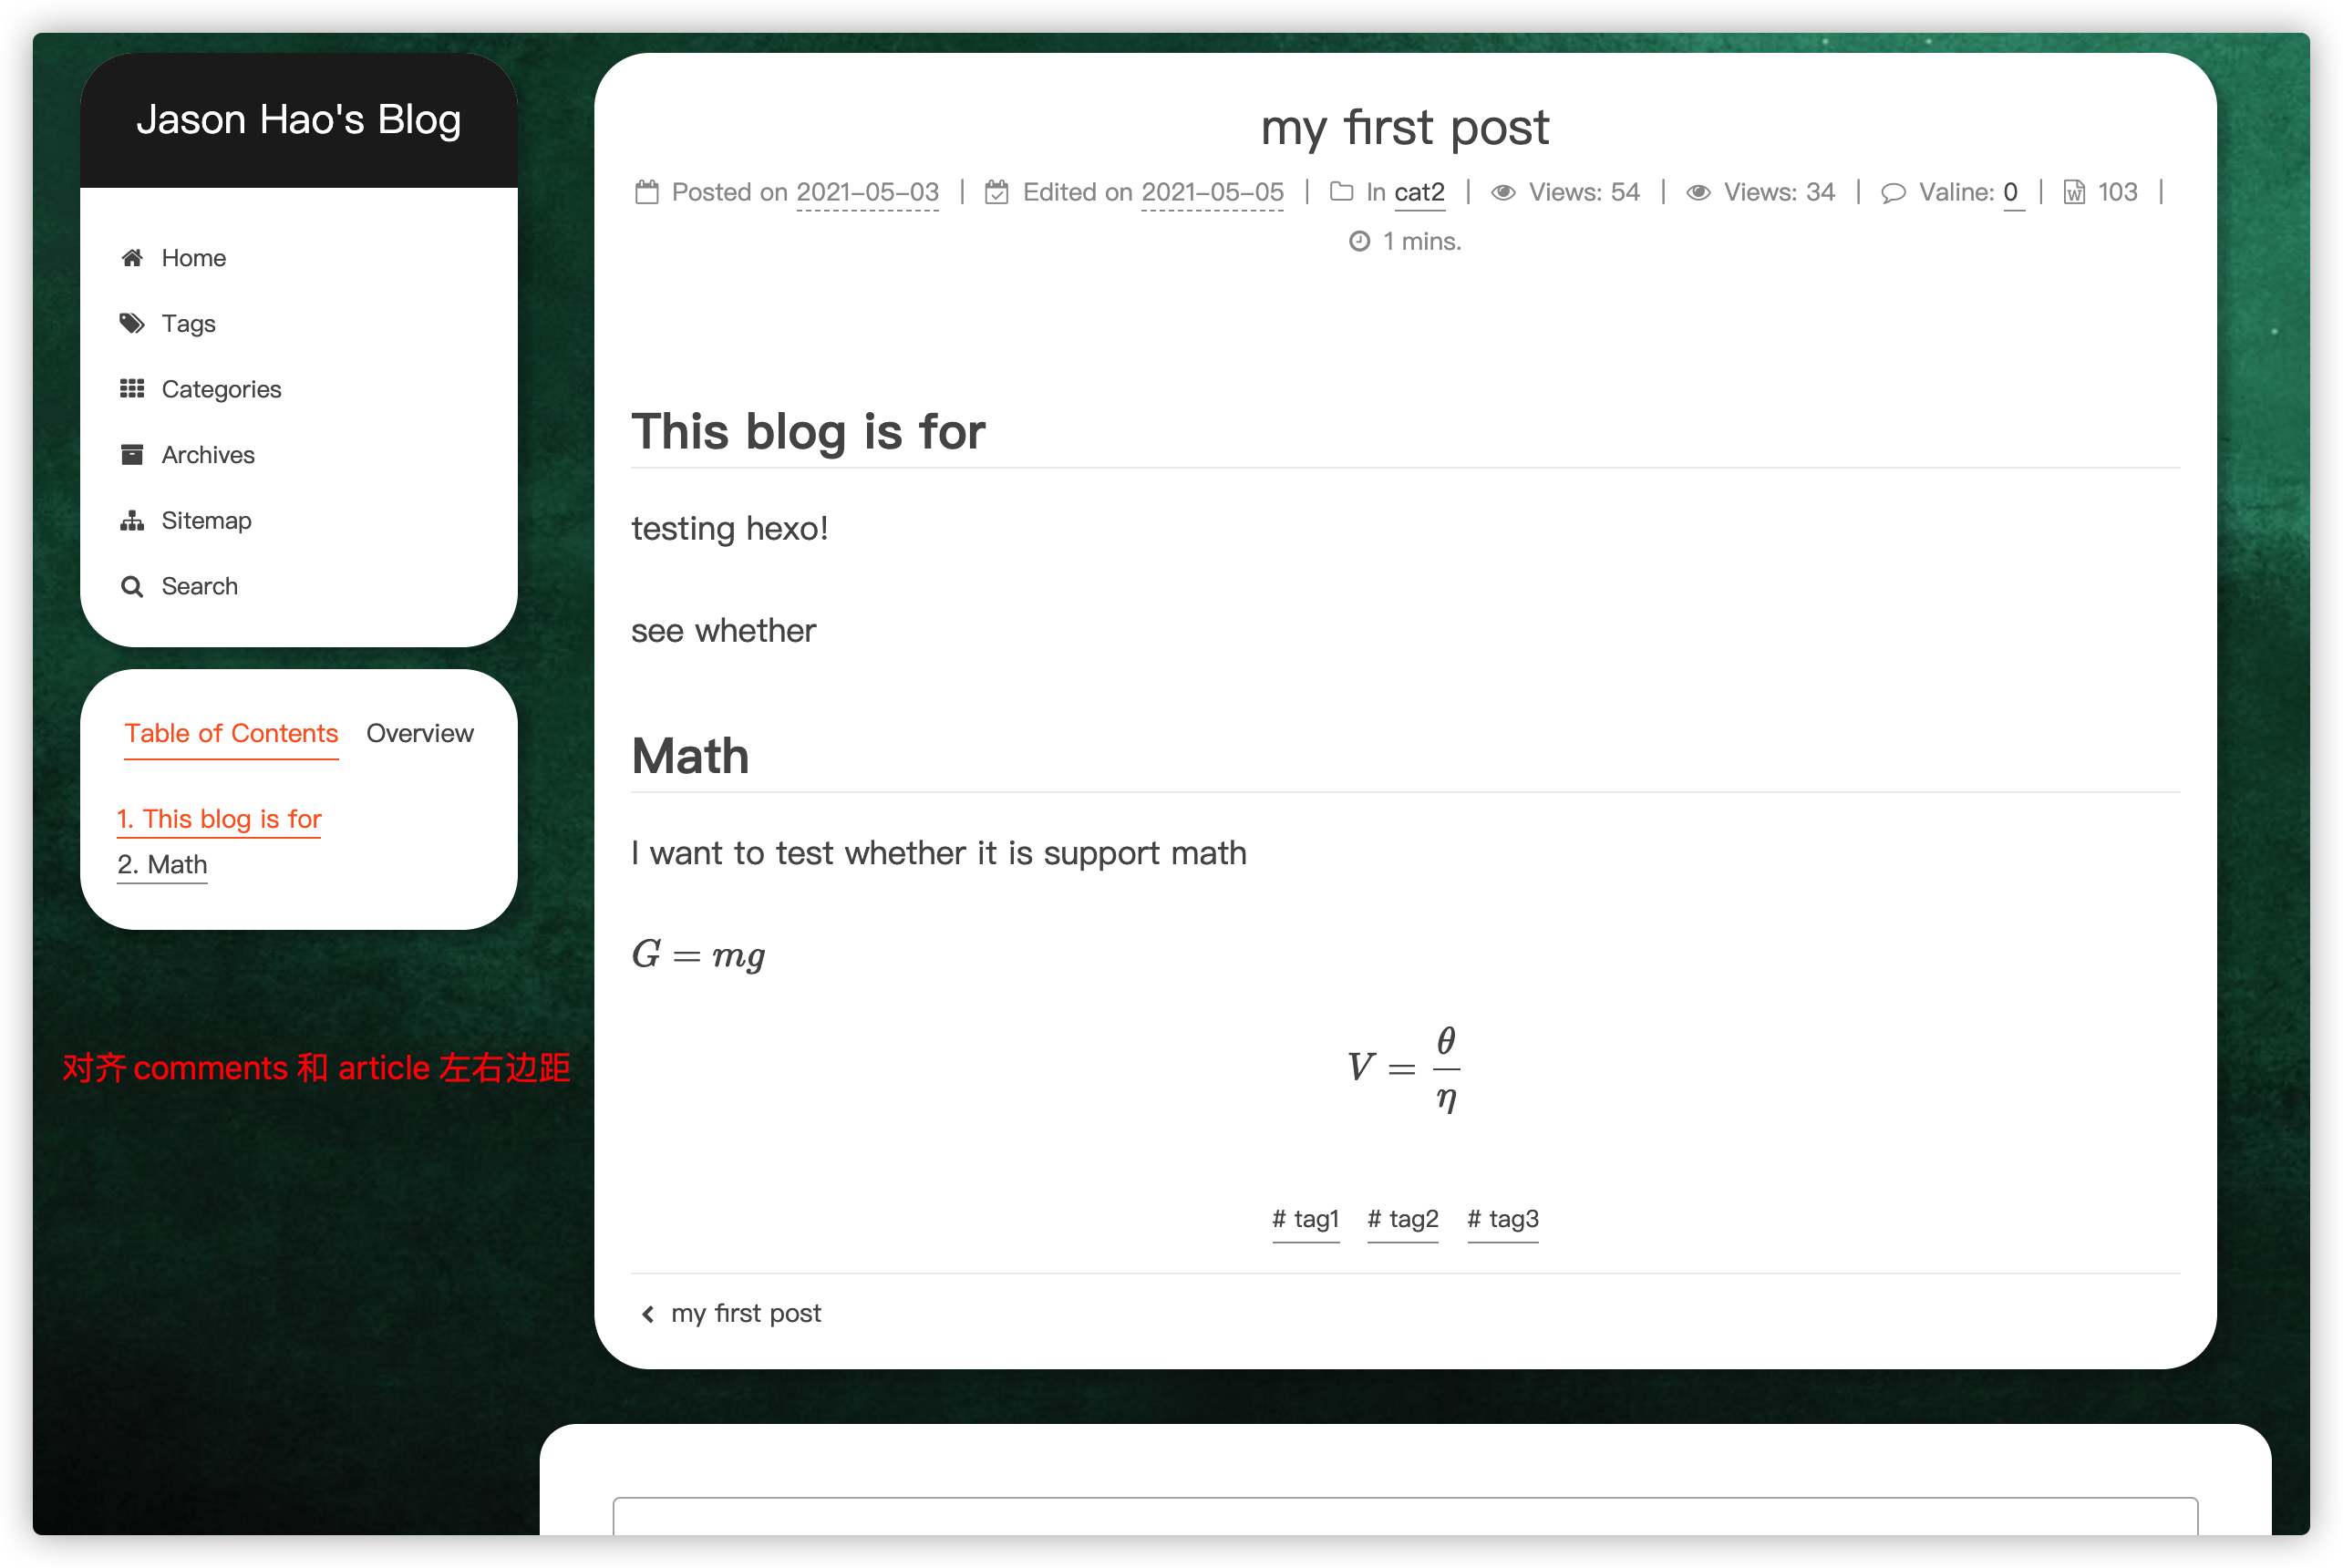 Jason Hao's Blog
Home
Tags
Categories
Archives
Sitemap
Search
Table of Contents Overview
1. This blog is for
2. Math
对齐 comments 和 article 左右边距
my first post
Posted on 2021-05-03 | Edited on 2021-05-05 | In cat2 | Views: 54 | Views: 34 | Valine: 0 | 103 |
1 mins.
This blog is for
testing hexo!
see whether
Math
I want to test whether it is support math
G = mg
V = θ/η
# tag1 # tag2 # tag3
my first post